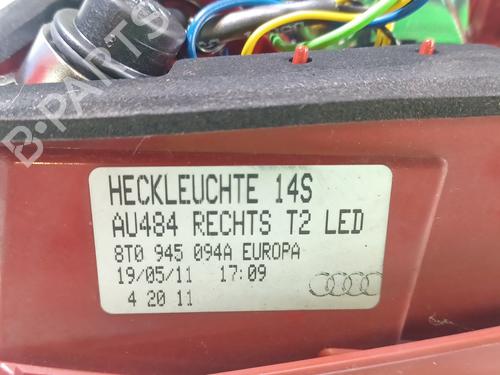 B-PARTS
HECKLEUCHTE 14S
AU484 RECHTS T2 LED
8T0 945 094A EUROPA
19/05/11 17:09
4 20 11